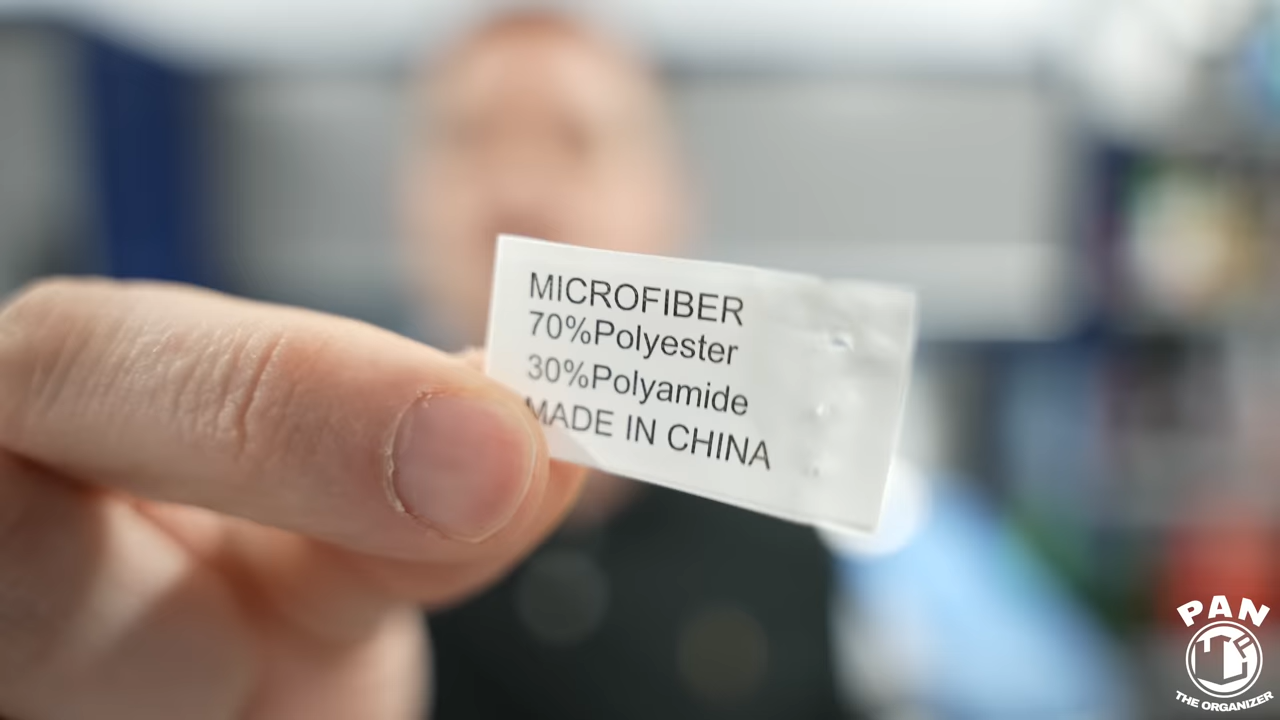 MICROFIBER
70%Polyester
30%Polyamide
MADE IN CHINA
PAN
THE ORGANIZER